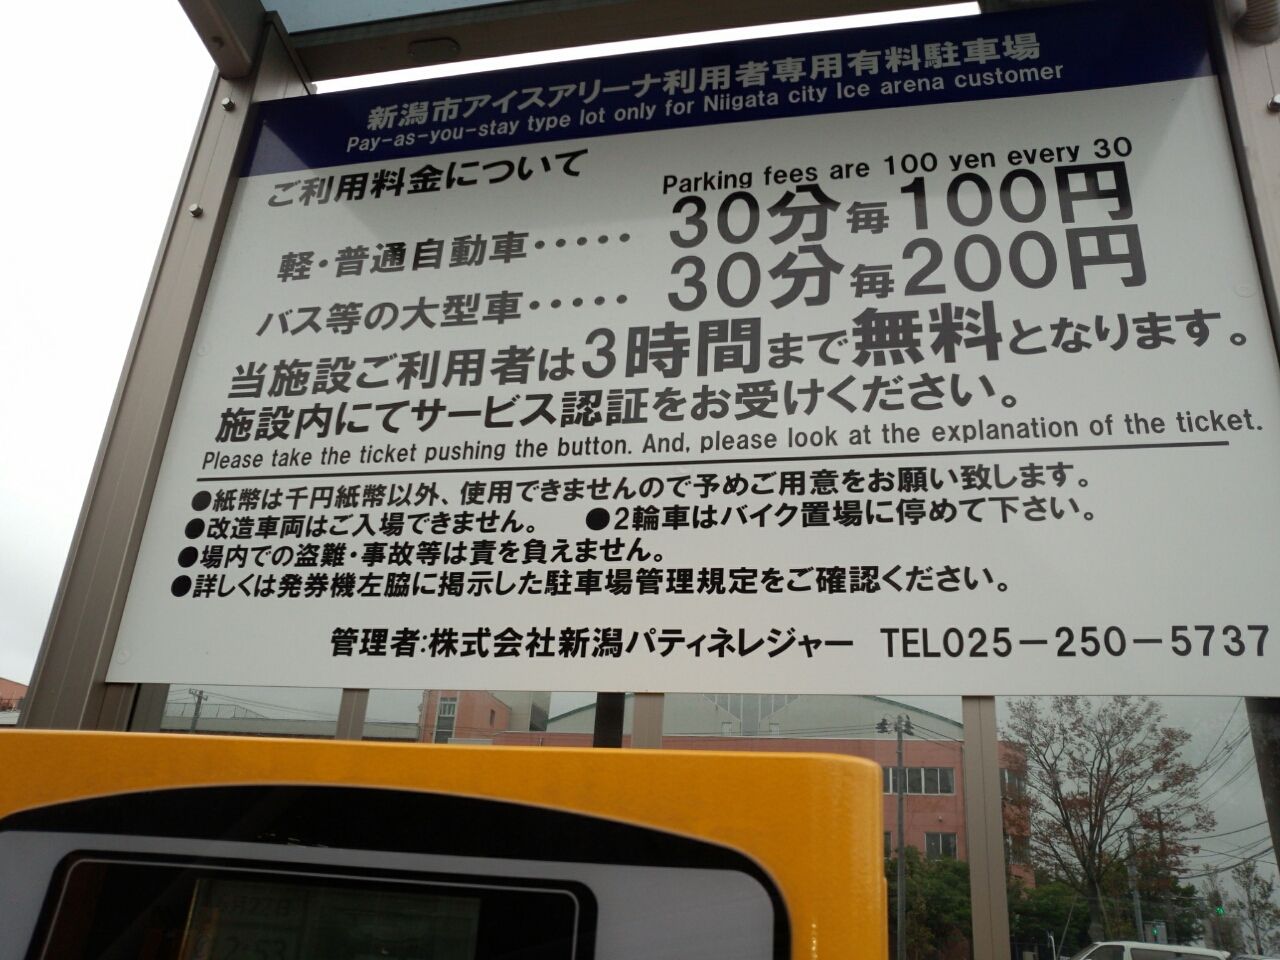 新潟市アイスアリーナ利用者専用有料駐車場
Pay-as-you-stay type lot only for Niigata city Ice arena customer
ご利用料金について
Parking fees are 100 yen every 30
軽・普通自動車・・・・・ 30分毎100円
バス等の大型車・・・・・ 30分毎200円
当施設ご利用者は3時間まで無料となります。
施設内にてサービス認証をお受けください。
Please take the ticket pushing the button. And, please look at the explanation of the ticket.
●紙幣は千円紙幣以外、使用できませんので予めご用意をお願い致します。
●改造車両はご入場できません。 ●2輪車はバイク置場に停めて下さい。
●場内での盗難・事故等は責を負えません。
●詳しくは発券機左脇に掲示した駐車場管理規定をご確認ください。
管理者:株式会社新潟パティネレジャー TEL025-250-5737